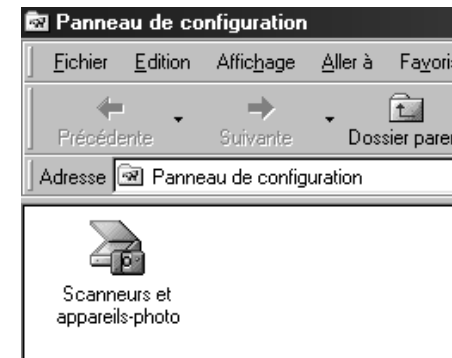 Panneau de configuration
Fichier Edition Affichage Aller à Favoris
Précédente Suivante Dossier paren
Adresse Panneau de configuration
Scanneurs et
appareils-photo